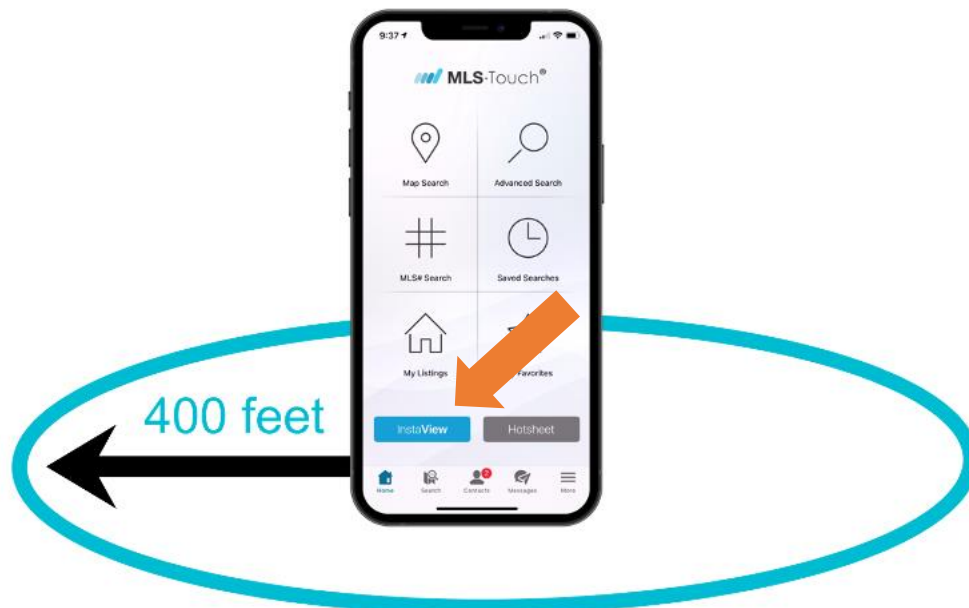 9:37
MLS-Touch®
Map Search
Advanced Search
MLS# Search
Saved Searches
My Listings
Favorites
400 feet
InstaView
Hotsheet
Home
Search
Contacts
Messages
More